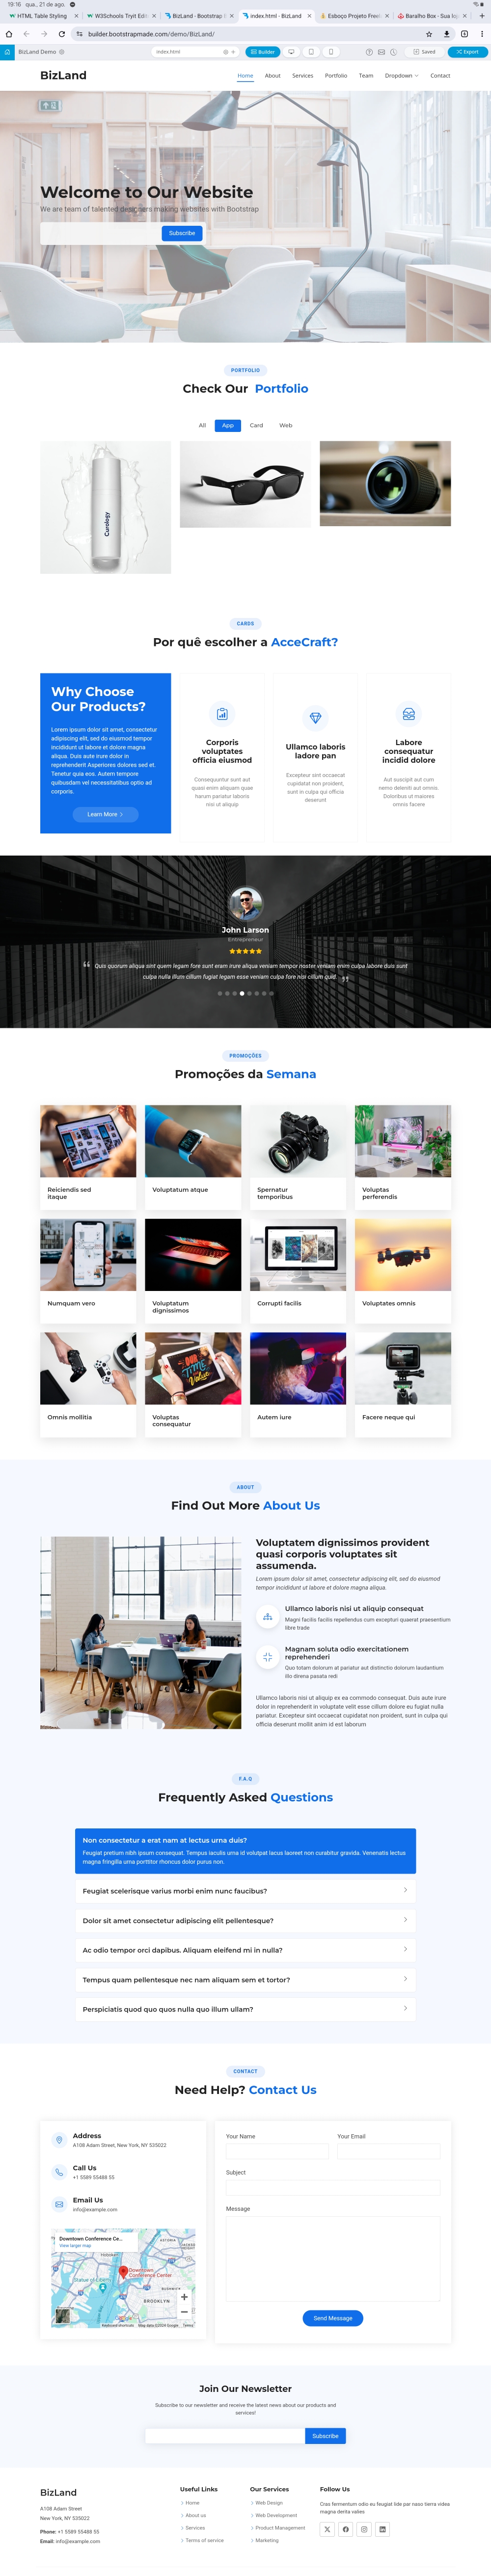 19:16 qua., 21 de ago.
HTML Table Styling
W3Schools Tryit Edit
BizLand - Bootstrap
index.html - BizLand
Esboço Projeto Freela
Baralho Box - Sua loja
builder.bootstrapmade.com/demo/BizLand/
BizLand Demo
index.html
Builder
Saved
Export
BizLand
Home About Services Portfolio Team Dropdown Contact
Welcome to Our Website
We are team of talented designers making websites with Bootstrap
Subscribe
PORTFOLIO
Check Our Portfolio
All App Card Web
Curology
CARDS
Por quê escolher a AcceCraft?
Why Choose
Our Products?
Lorem ipsum dolor sit amet, consectetur
adipiscing elit, sed do eiusmod tempor
incididunt ut labore et dolore magna
aliqua. Duis aute irure dolor in
reprehenderit Asperiores dolores sed et.
Tenetur quia eos. Autem tempore
quibusdam vel necessitatibus optio ad
corporis.
Learn More
Corporis
voluptates
officia eiusmod
Consequuntur sunt aut
quasi enim aliquam quae
harum pariatur laboris
nisi ut aliquip
Ullamco laboris
ladore pan
Excepteur sint occaecat
cupidatat non proident,
sunt in culpa qui officia
deserunt
Labore
consequatur
incidid dolore
Aut suscipit aut cum
nemo deleniti aut omnis.
Doloribus ut maiores
omnis facere
John Larson
Entrepreneur
Quis quorum aliqua sint quem legam fore sunt eram irure aliqua veniam tempor noster veniam enim culpa labore duis sunt
culpa nulla illum cillum fugiat legam esse veniam culpa fore nisi cillum quid.
PROMOÇÕES
Promoções da Semana
Reiciendis sed
itaque
Voluptatum atque
Spernatur
temporibus
Voluptas
perferendis
Numquam vero
Voluptatum
dignissimos
Corrupti facilis
Voluptates omnis
OUR
TIME
Value
Omnis mollitia
Voluptas
consequatur
Autem iure
Facere neque qui
ABOUT
Find Out More About Us
Voluptatem dignissimos provident
quasi corporis voluptates sit
assumenda.
Lorem ipsum dolor sit amet, consectetur adipiscing elit, sed do eiusmod
tempor incididunt ut labore et dolore magna aliqua.
Ullamco laboris nisi ut aliquip consequat
Magni facilis facilis repellendus cum excepturi quaerat praesentium
libre trade
Magnam soluta odio exercitationem
reprehenderi
Quo totam dolorum at pariatur aut distinctio dolorum laudantium
illo direna pasata redi
Ullamco laboris nisi ut aliquip ex ea commodo consequat. Duis aute irure
dolor in reprehenderit in voluptate velit esse cillum dolore eu fugiat nulla
pariatur. Excepteur sint occaecat cupidatat non proident, sunt in culpa qui
officia deserunt mollit anim id est laborum
F.A.Q
Frequently Asked Questions
Non consectetur a erat nam at lectus urna duis?
Feugiat pretium nibh ipsum consequat. Tempus iaculis urna id volutpat lacus laoreet non curabitur gravida. Venenatis lectus
magna fringilla urna porttitor rhoncus dolor purus non.
Feugiat scelerisque varius morbi enim nunc faucibus?
Dolor sit amet consectetur adipiscing elit pellentesque?
Ac odio tempor orci dapibus. Aliquam eleifend mi in nulla?
Tempus quam pellentesque nec nam aliquam sem et tortor?
Perspiciatis quod quo quos nulla quo illum ullam?
CONTACT
Need Help? Contact Us
Address
A108 Adam Street, New York, NY 535022
Call Us
+1 5589 55488 55
Email Us
info@example.com
Downtown Conference Ce...
View larger map
ASTORIA
Downtown
Conference Center
Statue of Liberty
BUSHWICK
BROOKLYN
Keyboard shortcuts Map data ©2024 Google Terms
Your Name
Your Email
Subject
Message
Send Message
Join Our Newsletter
Subscribe to our newsletter and receive the latest news about our products and
services!
Subscribe
BizLand
A108 Adam Street
New York, NY 535022
Phone: +1 5589 55488 55
Email: info@example.com
Useful Links
Home
About us
Services
Terms of service
Our Services
Web Design
Web Development
Product Management
Marketing
Follow Us
Cras fermentum odio eu feugiat lide par naso tierra videa
magna derita valies